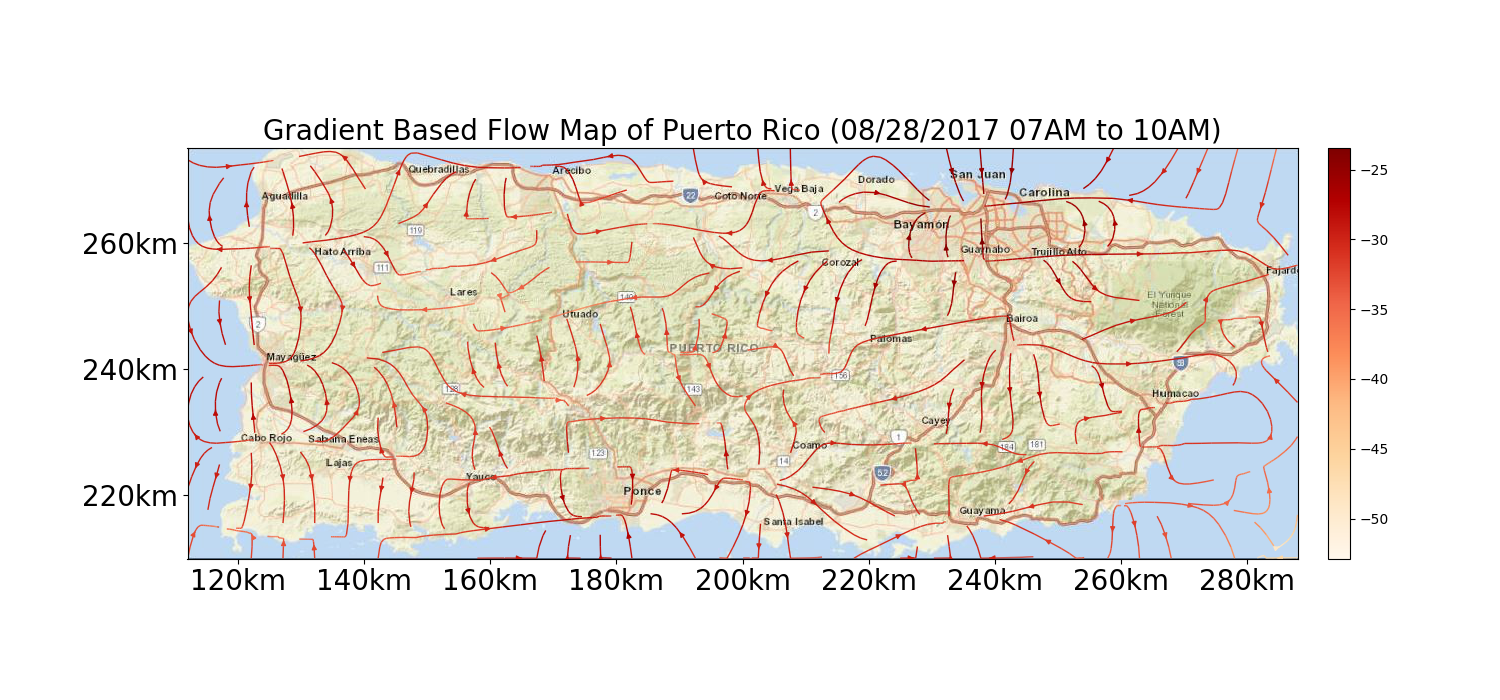 Gradient Based Flow Map of Puerto Rico (08/28/2017 07AM to 10AM)
Quebradillas
Arecibo
San Juan
−25
Dorado
Aguadilla
22
Coto Norte
Vega Baja
Carolina
2
Bayamón
119
−30
260km
Hato Arriba
Guaynabo
Trujillo Alto
111
Corozal
Fajardo
Lares
140
El Yunque
National
Forest
−35
Utuado
2
Bairoa
Palomas
PUERTO RICO
Mayagüez
240km
156
−40
128
143
Humacao
Cayey
Cabo Rojo
Sabana Eneas
1
Coamo
184
181
−45
123
Lajas
14
52
Yauco
220km
Ponce
Guayama
Santa Isabel
−50
120km
140km
160km
180km
200km
220km
240km
260km
280km